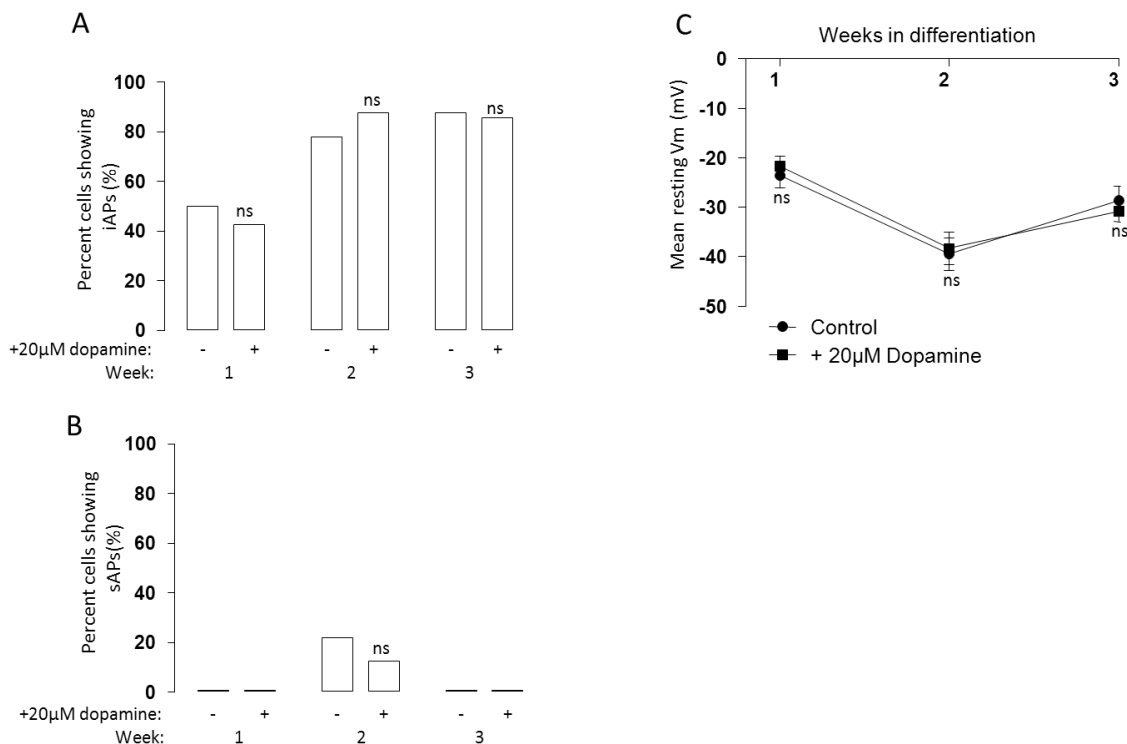 A
Percent cells showing
iAPs (%)
100
80
60
40
20
0
ns
ns
ns
+20µM dopamine: - + - + - +
Week: 1 2 3
B
Percent cells showing
sAPs(%)
100
80
60
40
20
0
ns
+20µM dopamine: - + - + - +
Week: 1 2 3
C
Weeks in differentiation
Mean resting Vm (mV)
0
-10
-20
-30
-40
-50
1 2 3
ns
ns
ns
Control
+ 20µM Dopamine